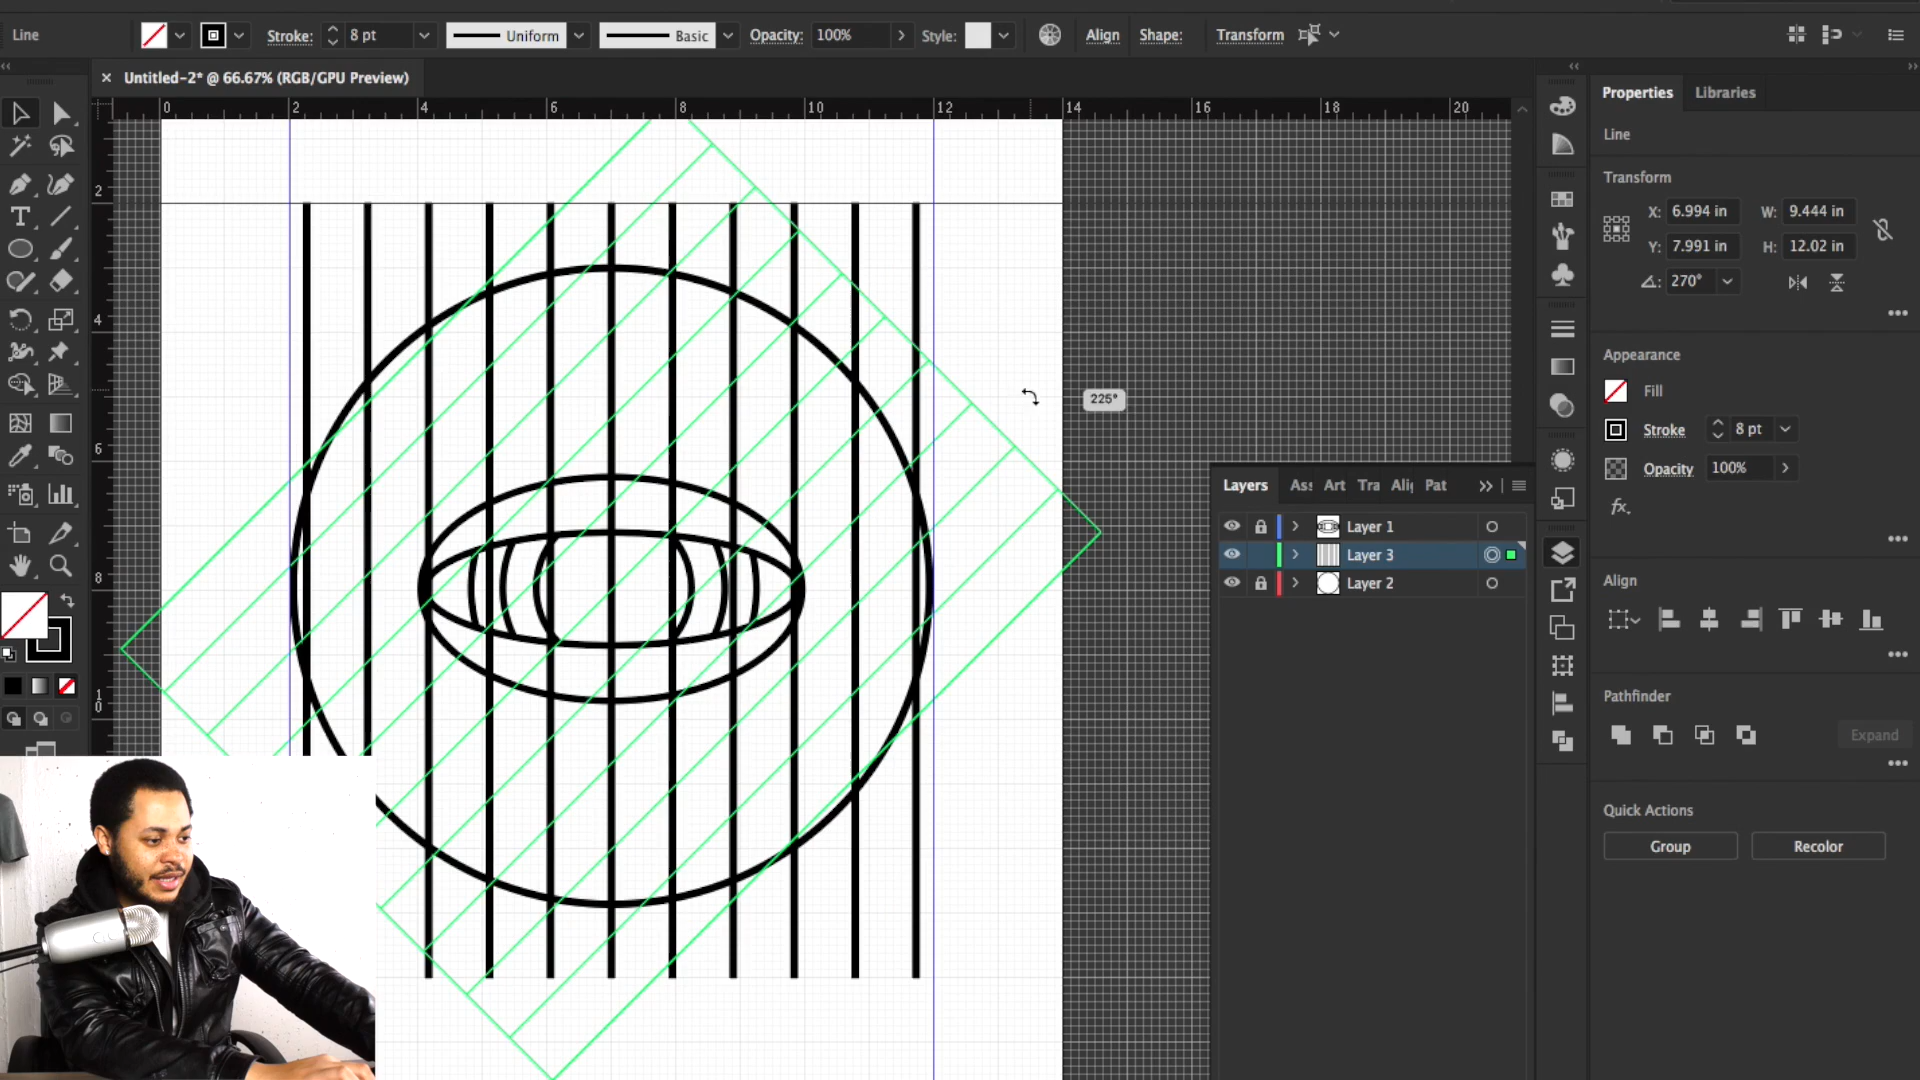 Line
Stroke:
8 pt
Uniform
Basic
Opacity:
100%
Style:
Align
Shape:
Transform
Untitled-2* @ 66.67% (RGB/GPU Preview)
0 2 4 6 8 10 12 14 16 18 20
2
4
6
8
1
0
225°
Properties
Libraries
Line
Transform
X: 6.994 in
W: 9.444 in
Y: 7.991 in
H: 12.02 in
270°
Appearance
Fill
Stroke
8 pt
Opacity
100%
fx.
Align
Pathfinder
Expand
Quick Actions
Group
Recolor
Layers
Art
Tra
Pat
Layer 1
Layer 3
Layer 2